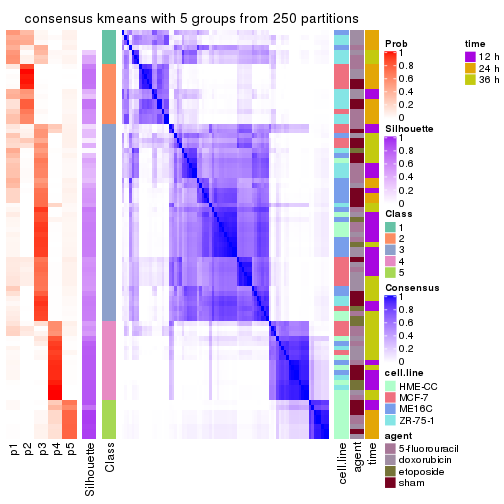 consensus kmeans with 5 groups from 250 partitions
Prob
1
0.8
0.6
0.4
0.2
0
time
12 h
24 h
36 h
Silhouette
1
0.8
0.6
0.4
0.2
0
Class
1
2
3
4
5
Consensus
1
0.8
0.6
0.4
0.2
0
cell.line
HME-CC
MCF-7
ME16C
ZR-75-1
agent
5-fluorouracil
doxorubicin
etoposide
sham
p1
p2
p3
p4
p5
Silhouette
Class
cell.line
agent
time